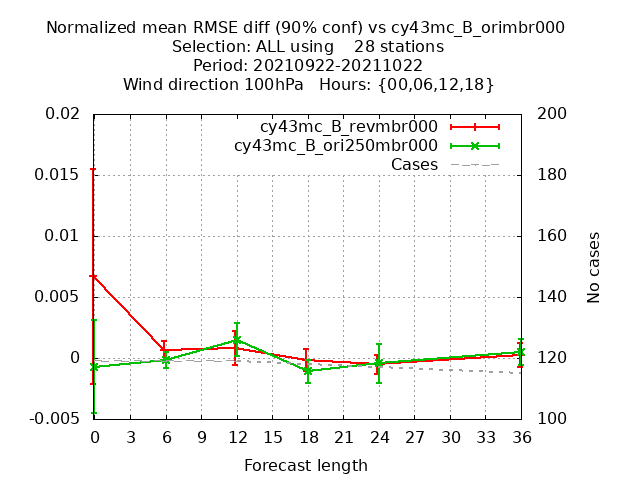 Normalized mean RMSE diff (90% conf) vs cy43mc_B_orimbr000
Selection: ALL using    28 stations
Period: 20210922-20211022
Wind direction 100hPa   Hours: {00,06,12,18}
cy43mc_B_revmbr000
cy43mc_B_ori250mbr000
Cases
0.02
0.015
0.01
0.005
0
-0.005
200
180
160
140
120
100
No cases
0 3 6 9 12 15 18 21 24 27 30 33 36
Forecast length